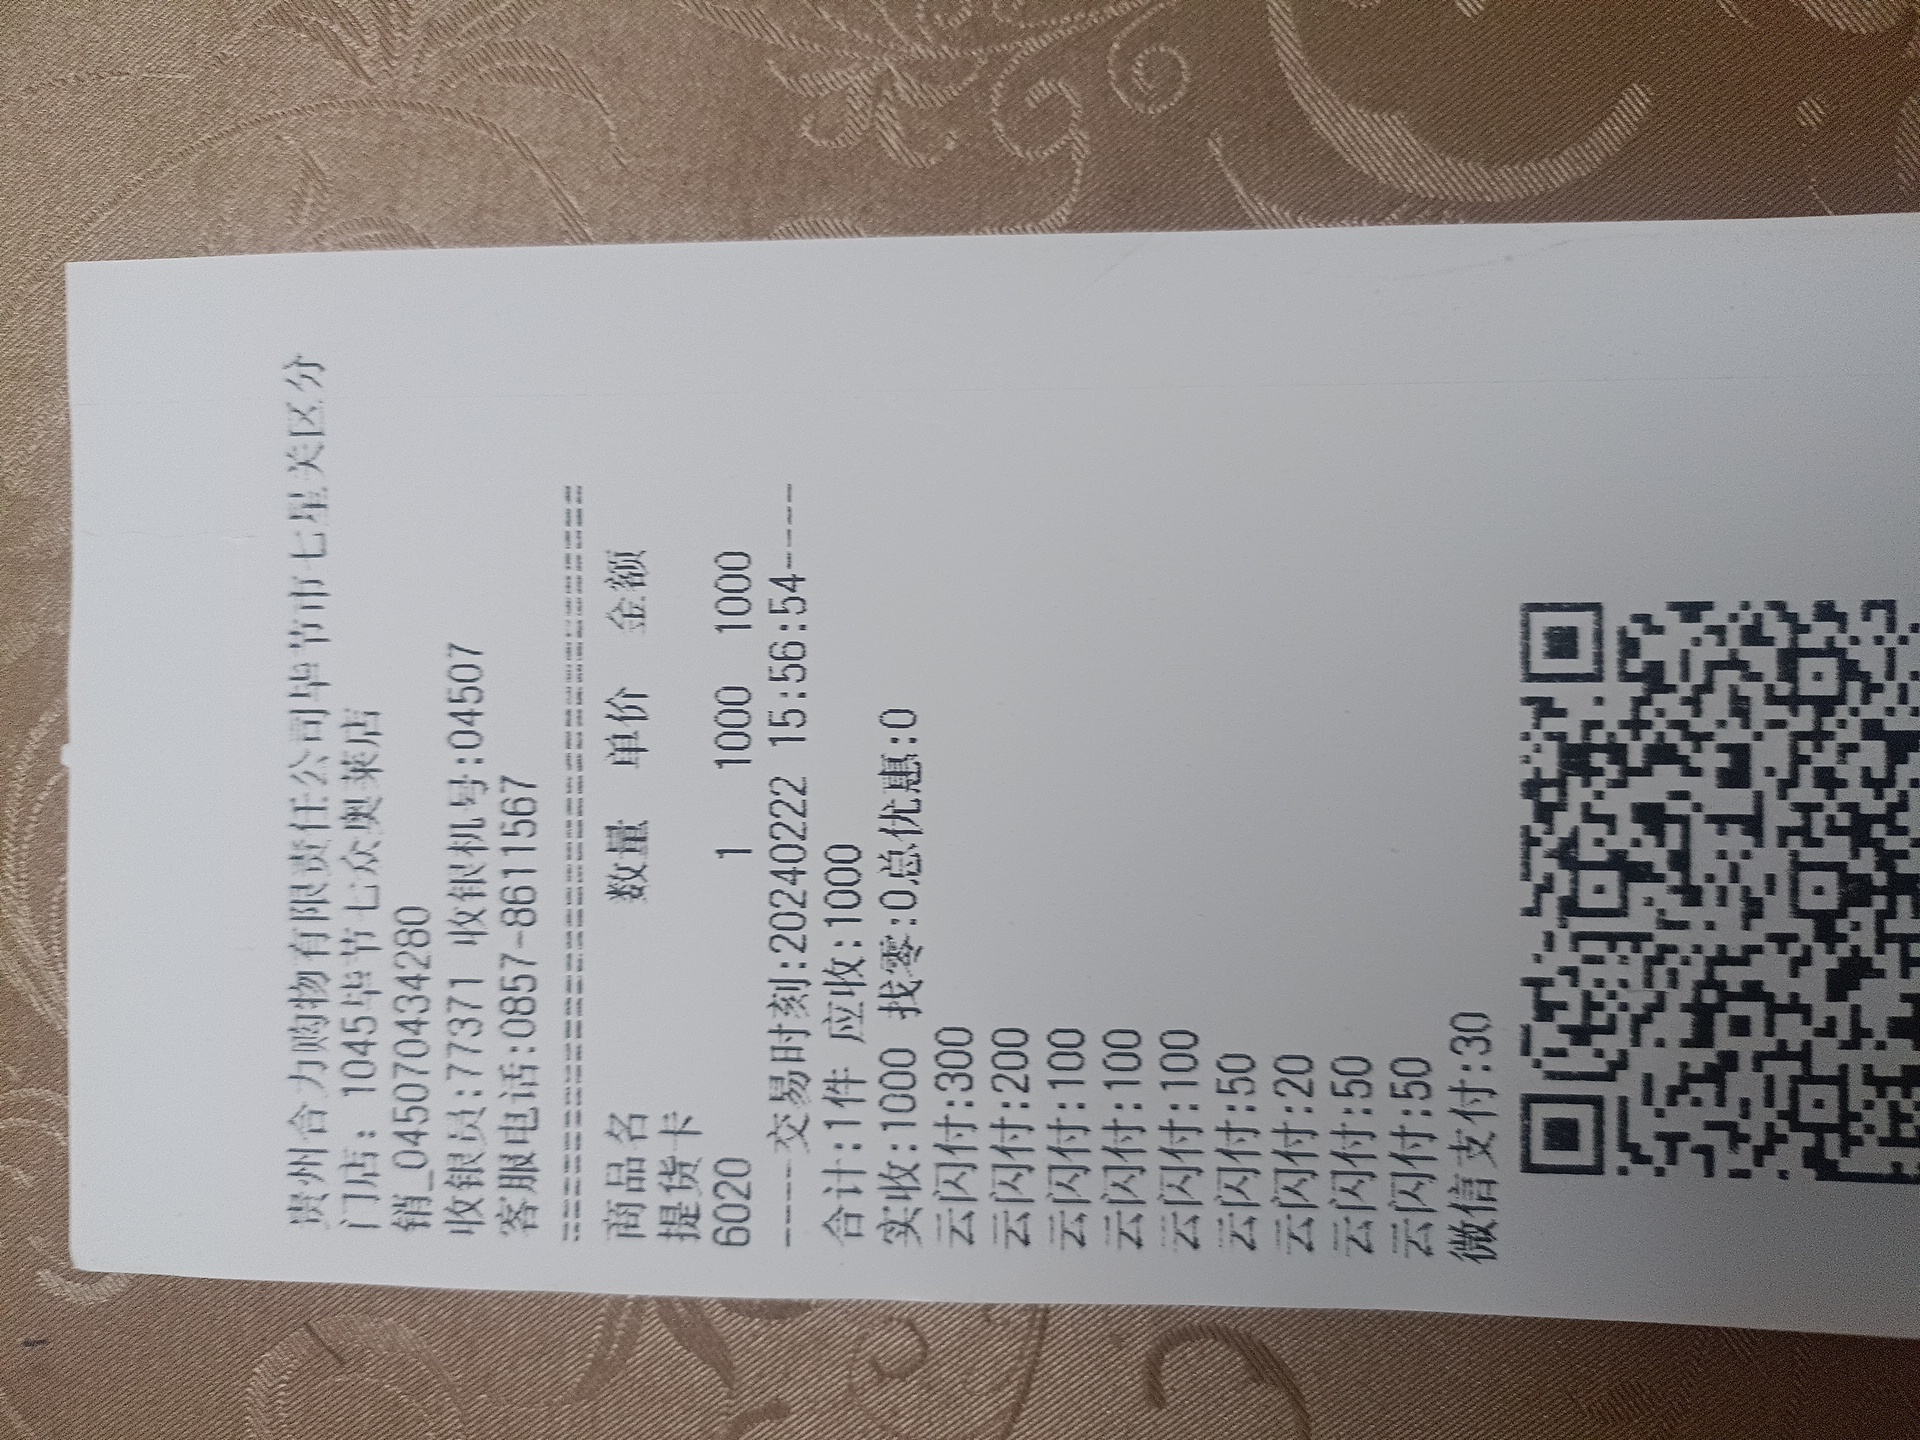 贵州合力购物有限责任公司毕节市七星关区分
门店: 1045毕节七众奥莱店
销_045070434280
收银员:77371 收银机号:04507
客服电话:0857-8611567
================================
商品名 数量 单价 金额
提货卡
6020 1 1000 1000
-----交易时刻:20240222 15:56:54----
合计:1件 应收:1000
实收:1000 找零:0总优惠:0
云闪付:300
云闪付:200
云闪付:100
云闪付:100
云闪付:100
云闪付:50
云闪付:20
云闪付:50
云闪付:50
微信支付:30